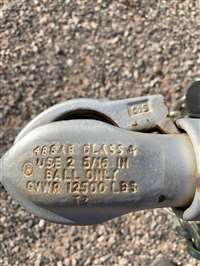 CLASS 4
USE 2 5/16 IN
BALL ONLY
GVWR 12500 LBS